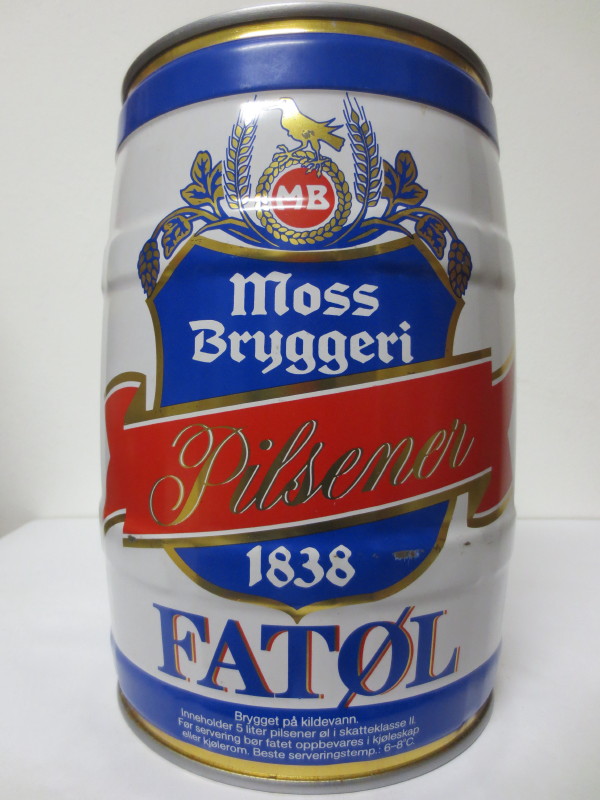 MB
Moss
Bryggeri
Pilsener
1838
FATØL
Brygget på kildevann.
Inneholder 5 liter pilsener øl i skatteklasse II.
Før servering bør fatet oppbevares i kjøleskap
eller kjølerom. Beste serveringstemp.: 6-8°C.